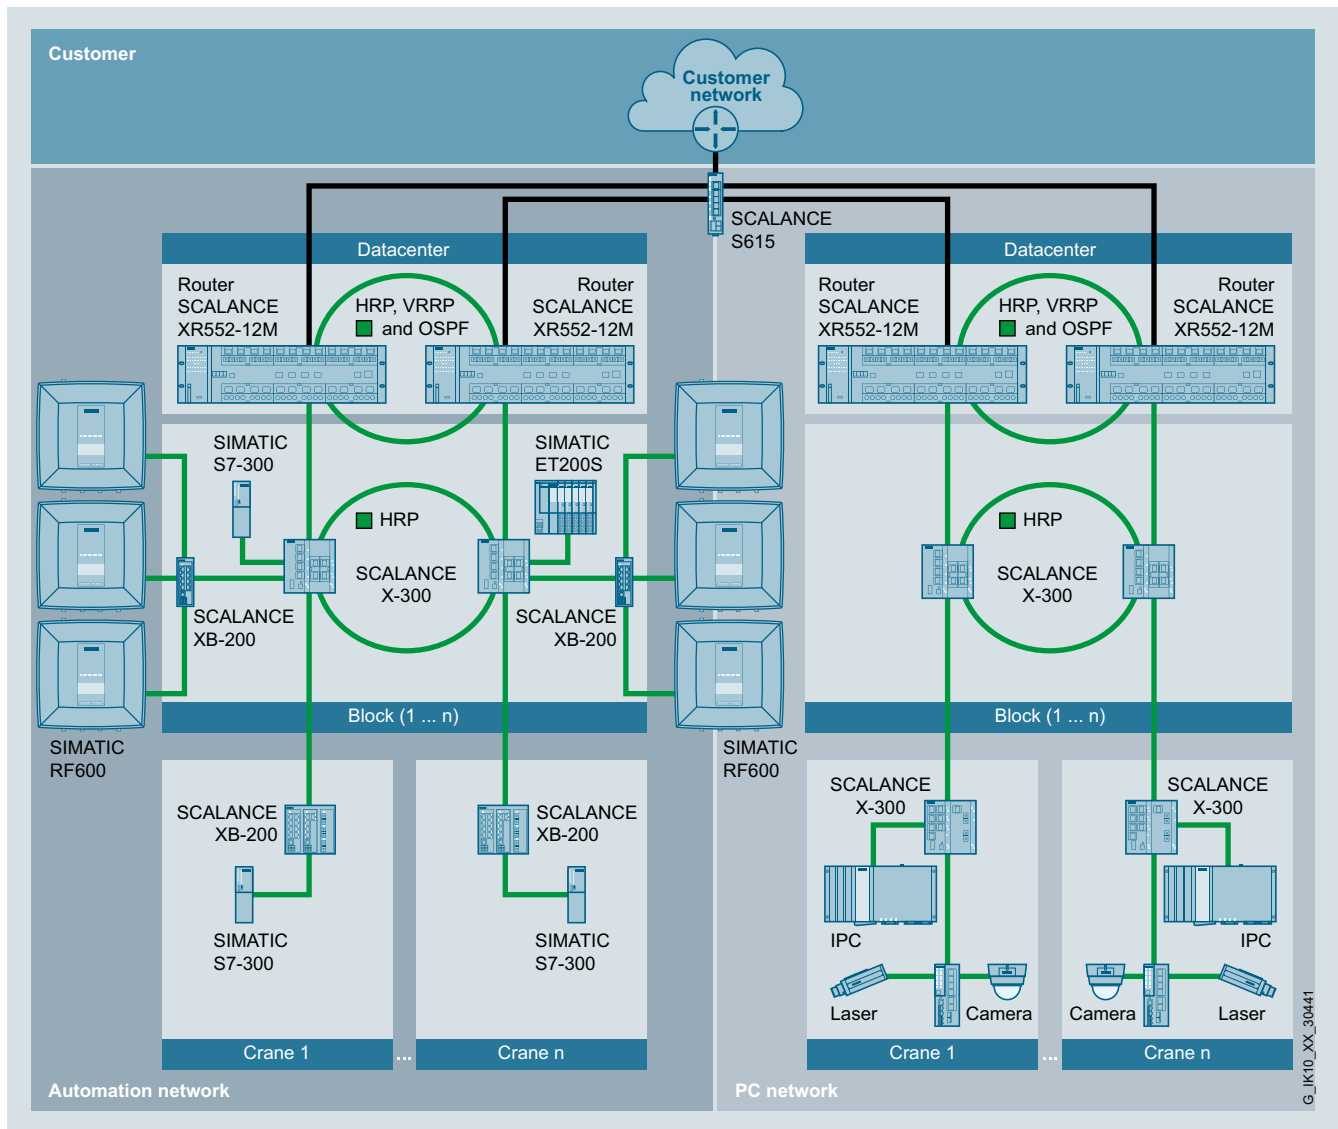 Customer
Customer
network
SCALANCE
S615
Datacenter
Router
SCALANCE
XR552-12M
HRP, VRRP
and OSPF
Router
SCALANCE
XR552-12M
SIMATIC
S7-300
SIMATIC
ET200S
HRP
SCALANCE
X-300
SCALANCE
XB-200
SCALANCE
XB-200
Block (1 ... n)
SIMATIC
RF600
SIMATIC
RF600
SCALANCE
XB-200
SIMATIC
S7-300
Crane 1
...
SCALANCE
XB-200
SIMATIC
S7-300
Crane n
Automation network
Datacenter
Router
SCALANCE
XR552-12M
HRP, VRRP
and OSPF
Router
SCALANCE
XR552-12M
HRP
SCALANCE
X-300
Block (1 ... n)
SCALANCE
X-300
IPC
Laser
Camera
Crane 1
...
SCALANCE
X-300
IPC
Camera
Laser
Crane n
PC network
G_IK10_XX_30441